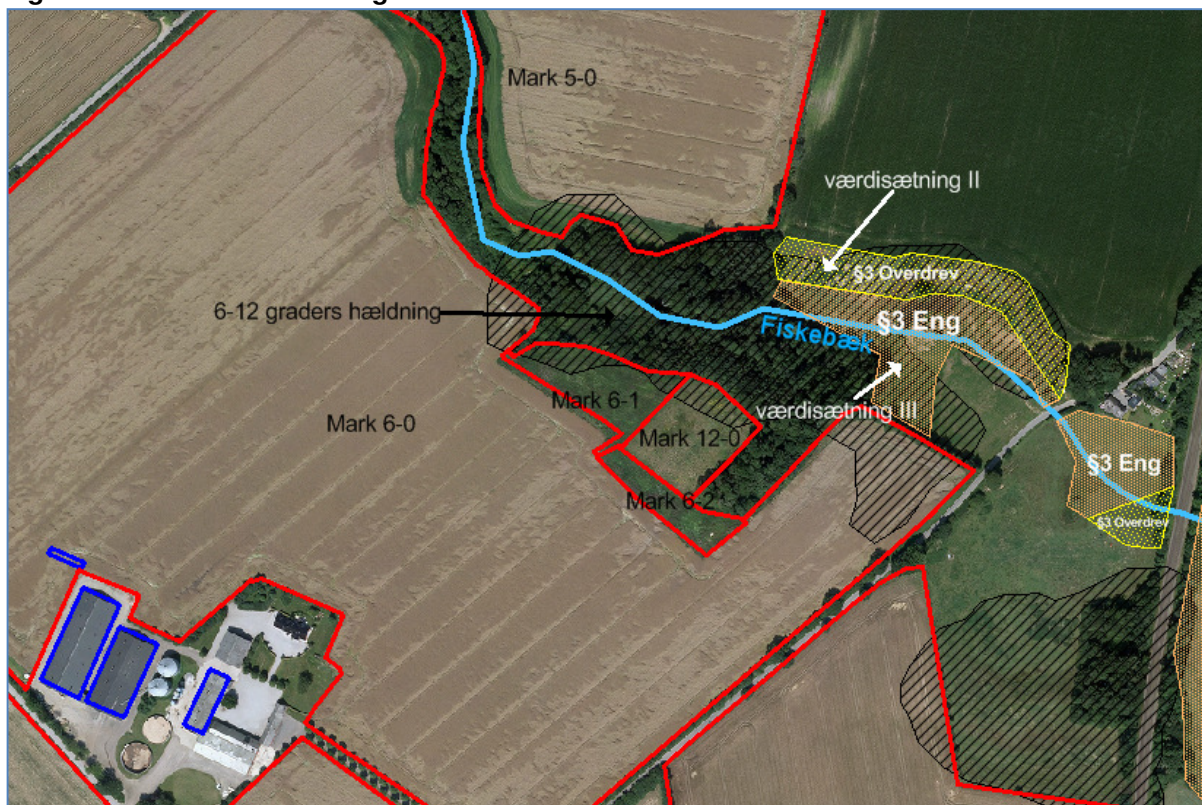 Mark 5-0
værdisætning II
§3 Overdrev
6-12 graders hældning
§3 Eng
Fiskebæk
Mark 6-1
værdisætning III
Mark 6-0
Mark 12-0
§3 Eng
Mark 6-2
§3 Overdrev